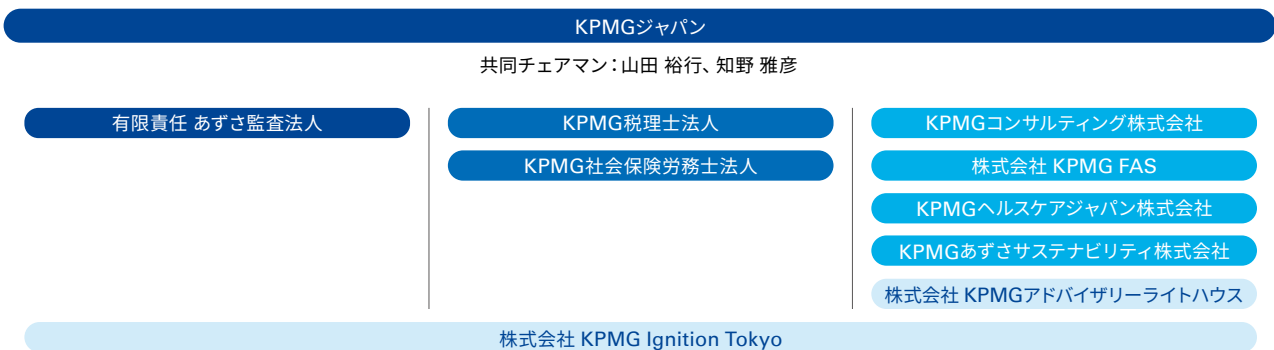 KPMGジャパン
共同チェアマン：山田 裕行、知野 雅彦
有限責任 あずさ監査法人
KPMG税理士法人
KPMG社会保険労務士法人
KPMGコンサルティング株式会社
株式会社 KPMG FAS
KPMGヘルスケアジャパン株式会社
KPMGあずさサステナビリティ株式会社
株式会社 KPMGアドバイザリーライトハウス
株式会社 KPMG Ignition Tokyo